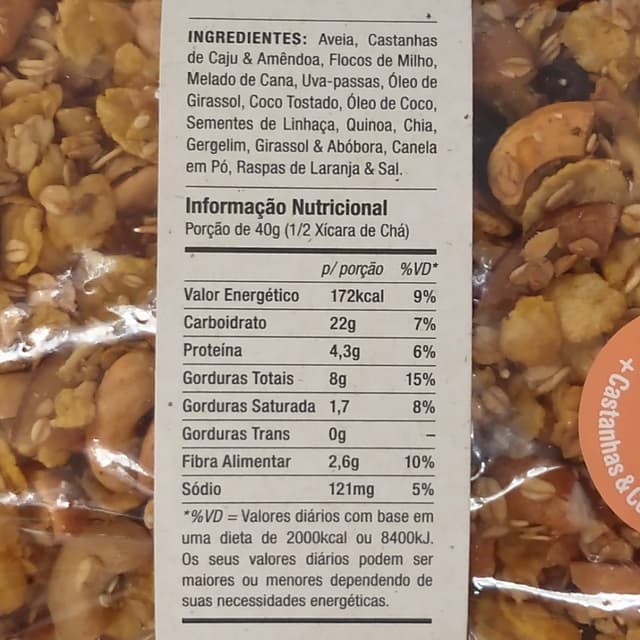 INGREDIENTES: Aveia, Castanhas
de Caju & Amêndoa, Flocos de Milho,
Melado de Cana, Uva-passas, Óleo de
Girassol, Coco Tostado, Óleo de Coco,
Sementes de Linhaça, Quinoa, Chia,
Gergelim, Girassol & Abóbora, Canela
em Pó, Raspas de Laranja & Sal.
Informação Nutricional
Porção de 40g (1/2 Xícara de Chá)
p/ porção %VD*
Valor Energético 172kcal 9%
Carboidrato 22g 7%
Proteína 4,3g 6%
Gorduras Totais 8g 15%
Gorduras Saturada 1,7 8%
Gorduras Trans 0g –
Fibra Alimentar 2,6g 10%
Sódio 121mg 5%
*%VD = Valores diários com base em
uma dieta de 2000kcal ou 8400kJ.
Os seus valores diários podem ser
maiores ou menores dependendo de
suas necessidades energéticas.
+ Castanhas &